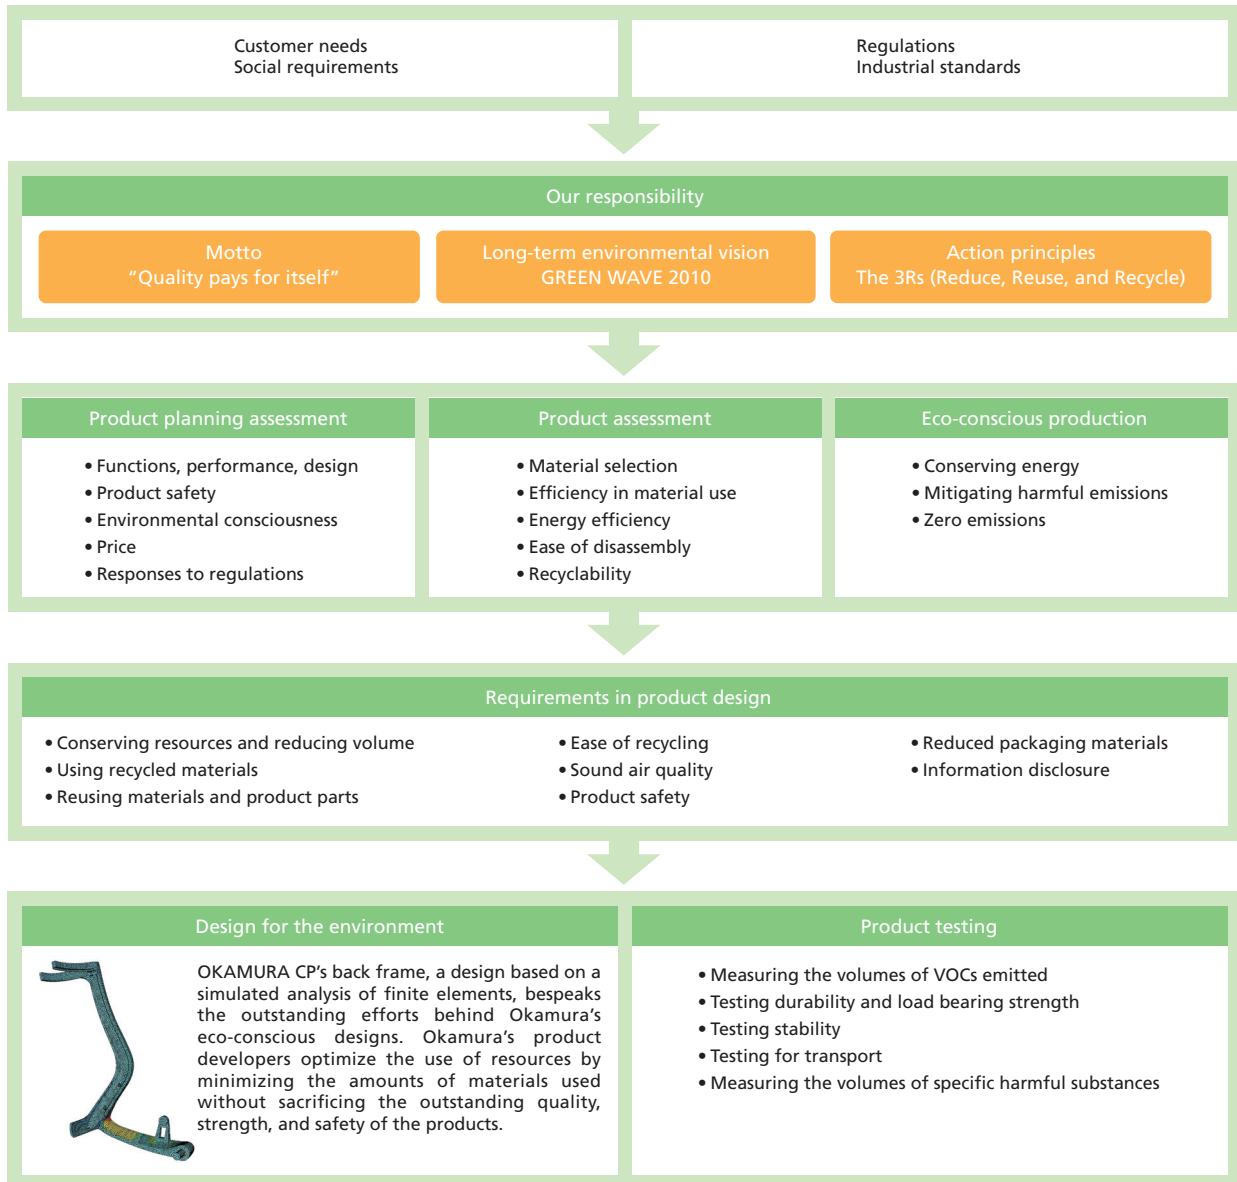 Customer needs
Social requirements
Regulations
Industrial standards
Our responsibility
Motto
“Quality pays for itself”
Long-term environmental vision
GREEN WAVE 2010
Action principles
The 3Rs (Reduce, Reuse, and Recycle)
Product planning assessment
• Functions, performance, design
• Product safety
• Environmental consciousness
• Price
• Responses to regulations
Product assessment
• Material selection
• Efficiency in material use
• Energy efficiency
• Ease of disassembly
• Recyclability
Eco-conscious production
• Conserving energy
• Mitigating harmful emissions
• Zero emissions
Requirements in product design
• Conserving resources and reducing volume
• Using recycled materials
• Reusing materials and product parts
• Ease of recycling
• Sound air quality
• Product safety
• Reduced packaging materials
• Information disclosure
Design for the environment
OKAMURA CP’s back frame, a design based on a
simulated analysis of finite elements, bespeaks
the outstanding efforts behind Okamura’s
eco-conscious designs. Okamura’s product
developers optimize the use of resources by
minimizing the amounts of materials used
without sacrificing the outstanding quality,
strength, and safety of the products.
Product testing
• Measuring the volumes of VOCs emitted
• Testing durability and load bearing strength
• Testing stability
• Testing for transport
• Measuring the volumes of specific harmful substances